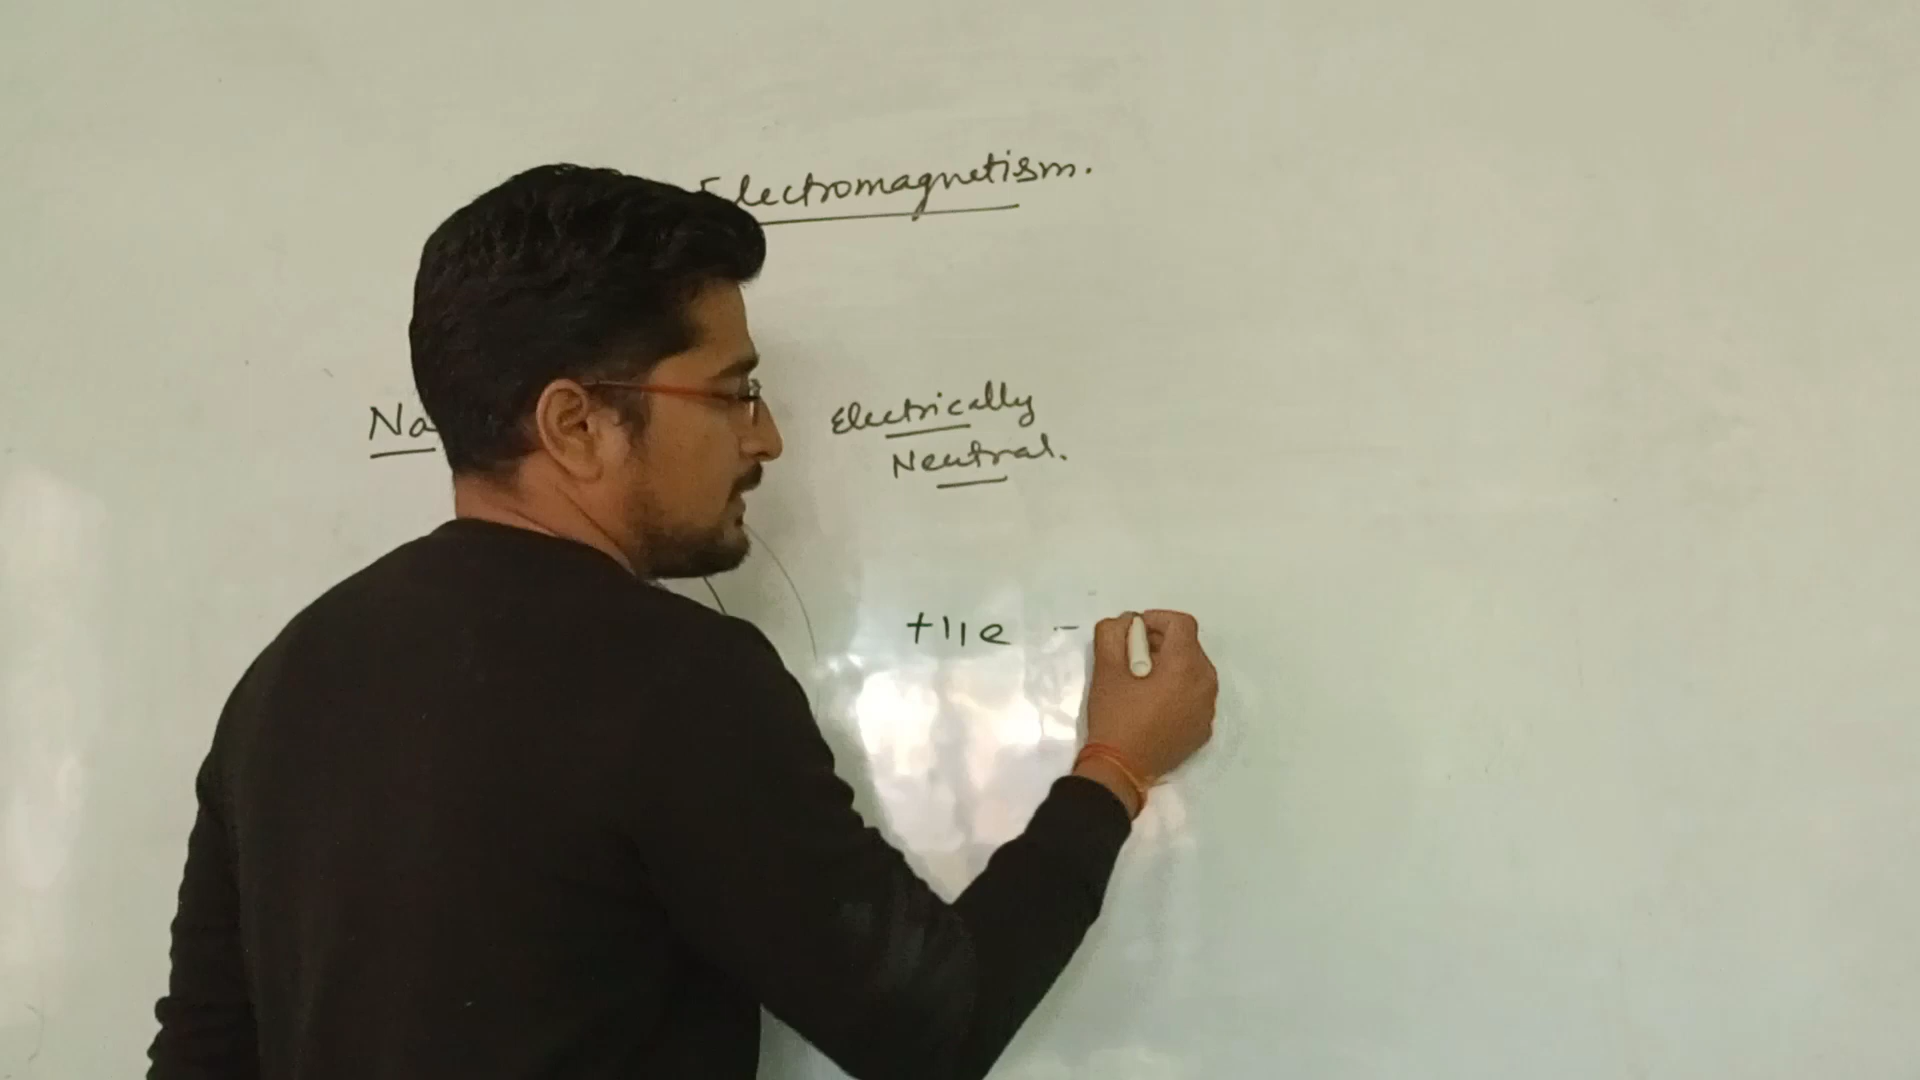 Electromagnetism.
Na
Electrically
Neutral.
+11e -